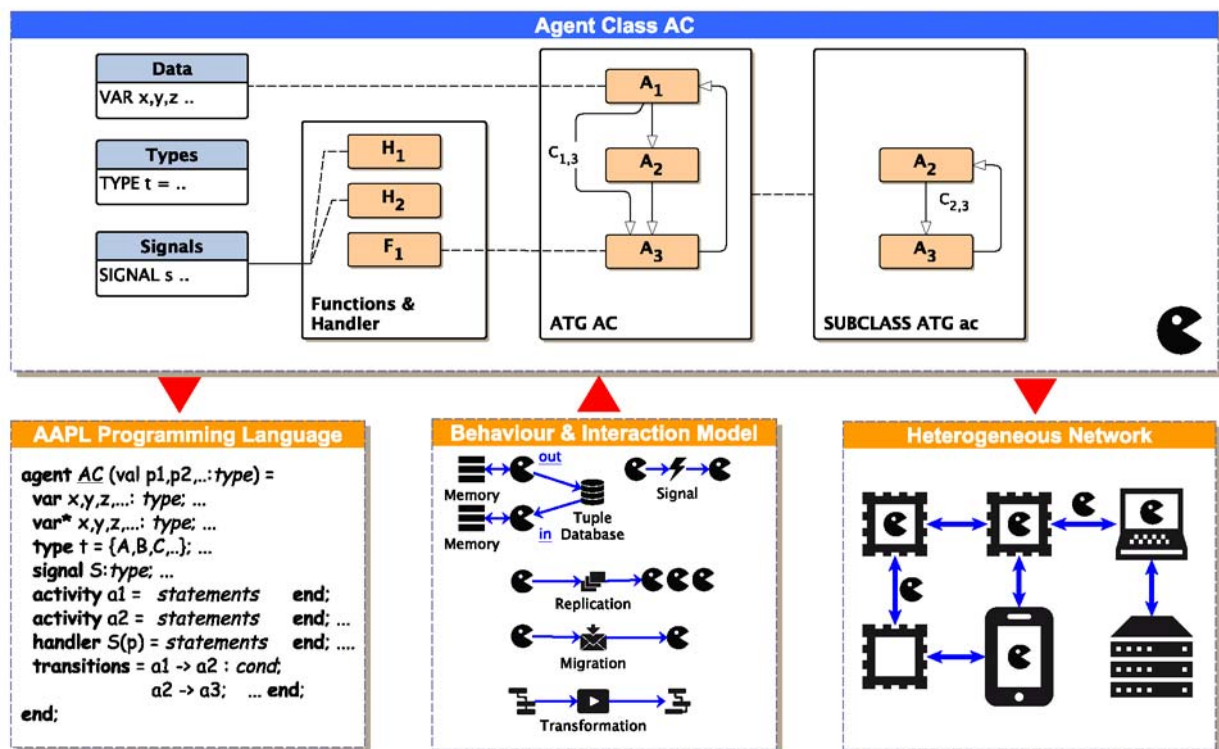 Agent Class AC
Data
VAR x,y,z ..
Types
TYPE t = ..
Signals
SIGNAL s ..
H1
H2
F1
Functions &
Handler
A1
C1,3
A2
A3
ATG AC
A2
C2,3
A3
SUBCLASS ATG ac
AAPL Programming Language
agent AC (val p1,p2,..:type) =
var x,y,z,...: type; ...
var* x,y,z,...: type; ...
type t = {A,B,C,..}; ...
signal S:type; ...
activity a1 = statements end;
activity a2 = statements end; ...
handler S(p) = statements end; ....
transitions = a1 -> a2 : cond;
a2 -> a3; ... end;
end;
Behaviour & Interaction Model
out
Memory
Signal
Memory
in
Tuple
Database
Replication
Migration
Transformation
Heterogeneous Network